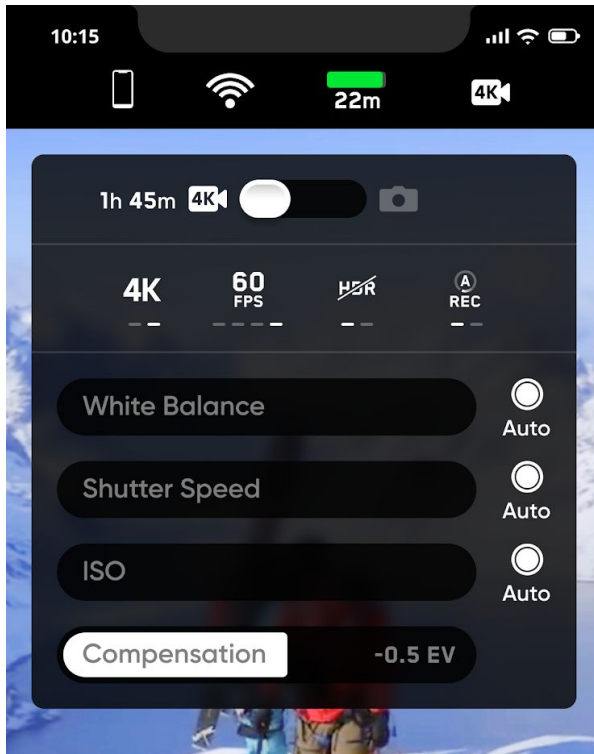 10:15
22m
4K
1h 45m 4K
4K
60
FPS
HDR
A
REC
White Balance
Auto
Shutter Speed
Auto
ISO
Auto
Compensation -0.5 EV